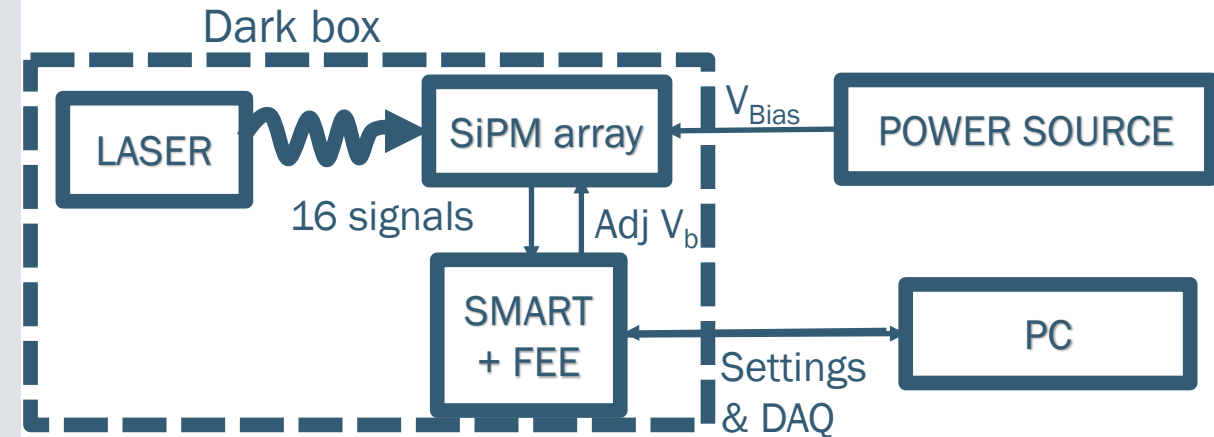 Dark box
LASER
SiPM array
V_Bias
POWER SOURCE
16 signals
Adj V_b
SMART
+ FEE
PC
Settings
& DAQ